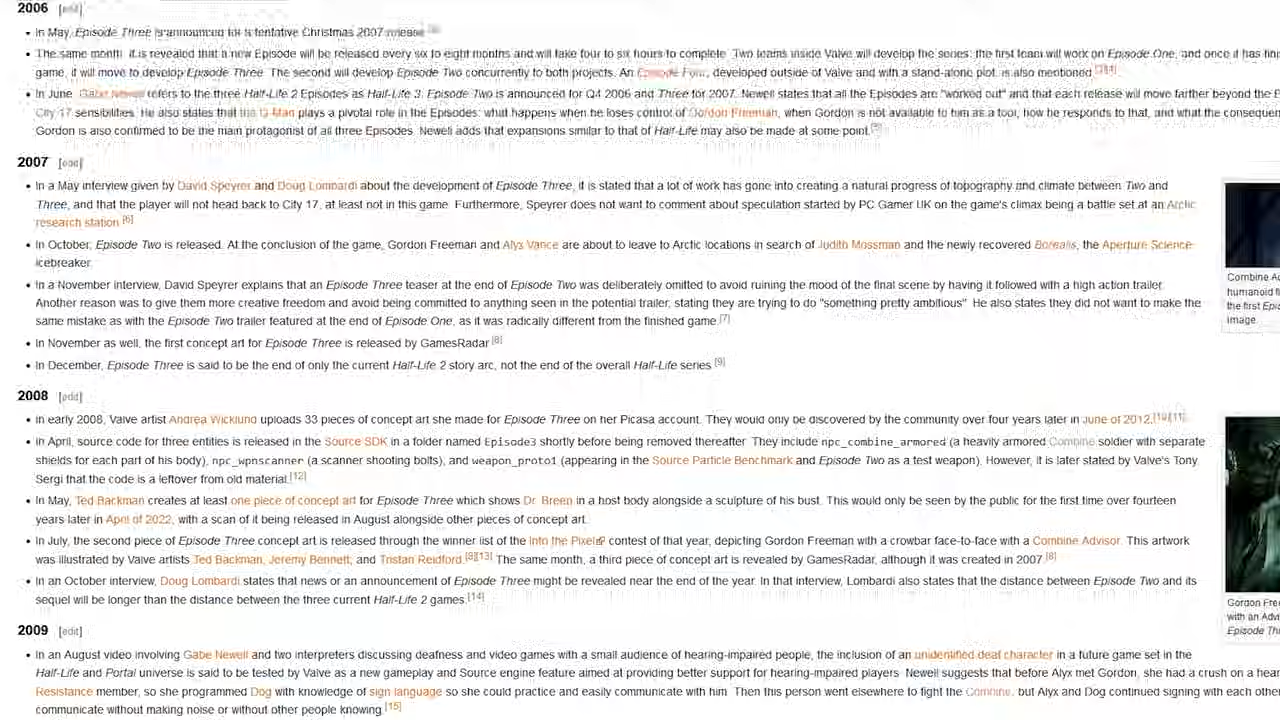 2006 [edit]
• In May, Episode Three is announced for a tentative Christmas 2007 release.
• The same month, it is revealed that a new Episode will be released every six to eight months and will take four to six hours to complete. Two teams inside Valve will develop the series: the first team will work on Episode One, and once it has
game, it will move to develop Episode Three. The second will develop Episode Two concurrently to both projects. An Episode Four, developed outside of Valve and with a stand-alone plot, is also mentioned.
• In June, Gabe Newell refers to the three Half-Life 2 Episodes as Half-Life 3. Episode Two is announced for Q4 2006 and Three for 2007. Newell states that all the Episodes are "worked out" and that each release will move farther beyond the
City 17 sensibilities. He also states that the G-Man plays a pivotal role in the Episodes: what happens when he loses control of Gordon Freeman, when Gordon is not available to him as a tool, how he responds to that, and what the
Gordon is also confirmed to be the main protagonist of all three Episodes. Newell adds that expansions similar to that of Half-Life may also be made at some point.
2007 [edit]
• In a May interview given by David Speyrer and Doug Lombardi about the development of Episode Three, it is stated that a lot of work has gone into creating a natural progress of topography and climate between Two and
Three, and that the player will not head back to City 17, at least not in this game. Furthermore, Speyrer does not want to comment about speculation started by PC Gamer UK on the game's climax being a battle set at an Arctic
research station.[6]
• In October, Episode Two is released. At the conclusion of the game, Gordon Freeman and Alyx Vance are about to leave to Arctic locations in search of Judith Mossman and the newly recovered Borealis, the Aperture Science
icebreaker.
• In a November interview, David Speyrer explains that an Episode Three teaser at the end of Episode Two was deliberately omitted to avoid ruining the mood of the final scene by having it followed with a high action trailer.
Another reason was to give them more creative freedom and avoid being committed to anything seen in the potential trailer, stating they are trying to do "something pretty ambitious". He also states they did not want to make the
same mistake as with the Episode Two trailer featured at the end of Episode One, as it was radically different from the finished game.[7]
• In November as well, the first concept art for Episode Three is released by GamesRadar.[8]
• In December, Episode Three is said to be the end of only the current Half-Life 2 story arc, not the end of the overall Half-Life series.[9]
Combine
humanoid
the first
image.
2008 [edit]
• In early 2008, Valve artist Andrea Wicklund uploads 33 pieces of concept art she made for Episode Three on her Picasa account. They would only be discovered by the community over four years later in June of 2012.[10][11]
• In April, source code for three entities is released in the Source SDK in a folder named Episode3 shortly before being removed thereafter. They include npc_combine_armored (a heavily armored Combine soldier with separate
shields for each part of his body), npc_wpnscanner (a scanner shooting bolts), and weapon_proto1 (appearing in the Source Particle Benchmark and Episode Two as a test weapon). However, it is later stated by Valve's Tony
Sergi that the code is a leftover from old material.[12]
• In May, Ted Backman creates at least one piece of concept art for Episode Three which shows Dr. Breen in a host body alongside a sculpture of his bust. This would only be seen by the public for the first time over fourteen
years later in April of 2022, with a scan of it being released in August alongside other pieces of concept art.
• In July, the second piece of Episode Three concept art is released through the winner list of the Into the Pixel contest of that year, depicting Gordon Freeman with a crowbar face-to-face with a Combine Advisor. This artwork
was illustrated by Valve artists Ted Backman, Jeremy Bennett, and Tristan Reidford.[8][13] The same month, a third piece of concept art is revealed by GamesRadar, although it was created in 2007.[8]
• In an October interview, Doug Lombardi states that news or an announcement of Episode Three might be revealed near the end of the year. In that interview, Lombardi also states that the distance between Episode Two and its
sequel will be longer than the distance between the three current Half-Life 2 games.[14]
Gordon
with an
Episode
2009 [edit]
• In an August video involving Gabe Newell and two interpreters discussing deafness and video games with a small audience of hearing-impaired people, the inclusion of an unidentified deaf character in a future game set in the
Half-Life and Portal universe is said to be tested by Valve as a new gameplay and Source engine feature aimed at providing better support for hearing-impaired players. Newell suggests that before Alyx met Gordon, she had a crush on a
Resistance member, so she programmed Dog with knowledge of sign language so she could practice and easily communicate with him. Then this person went elsewhere to fight the Combine, but Alyx and Dog continued signing with each
communicate without making noise or without other people knowing.[15]